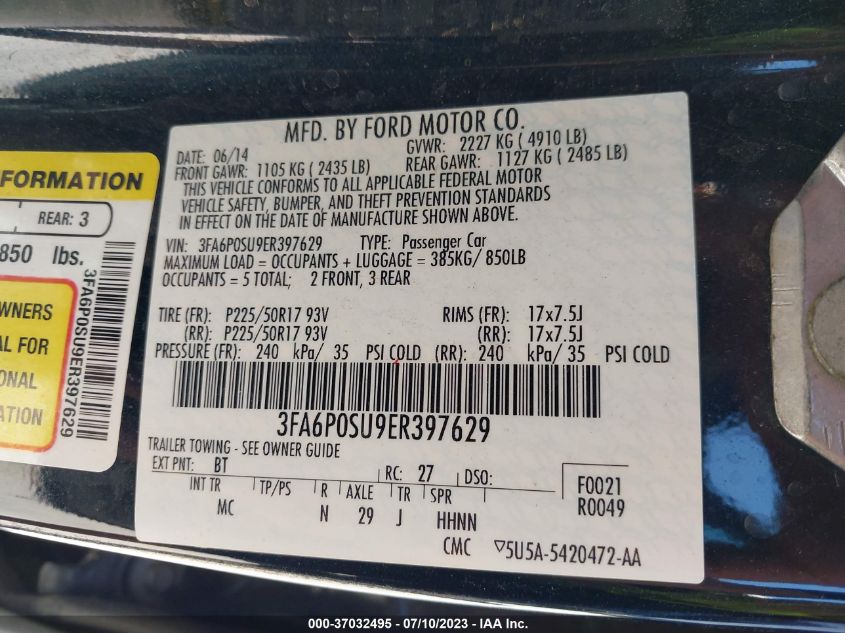 FORMATION
REAR: 3
850 lbs.
WNERS
AL FOR
ONAL
ATION
3FA6P0SU9ER397629
MFD. BY FORD MOTOR CO.
DATE: 06/14 GVWR: 2227 KG ( 4910 LB)
FRONT GAWR: 1105 KG ( 2435 LB) REAR GAWR: 1127 KG ( 2485 LB)
THIS VEHICLE CONFORMS TO ALL APPLICABLE FEDERAL MOTOR
VEHICLE SAFETY, BUMPER, AND THEFT PREVENTION STANDARDS
IN EFFECT ON THE DATE OF MANUFACTURE SHOWN ABOVE.
VIN: 3FA6P0SU9ER397629 TYPE: Passenger Car
MAXIMUM LOAD = OCCUPANTS + LUGGAGE = 385KG/ 850LB
OCCUPANTS = 5 TOTAL; 2 FRONT, 3 REAR
TIRE (FR): P225/50R17 93V RIMS (FR): 17x7.5J
(RR): P225/50R17 93V (RR): 17x7.5J
PRESSURE (FR): 240 kPa/ 35 PSI COLD (RR): 240 kPa/ 35 PSI COLD
3FA6P0SU9ER397629
TRAILER TOWING - SEE OWNER GUIDE
EXT PNT: BT RC: 27 DSO:
INT TR TP/PS R AXLE TR SPR
MC N 29 J HHNN
F0021
R0049
CMC ▽5U5A-5420472-AA
000-37032495 - 07/10/2023 - IAAI.com.